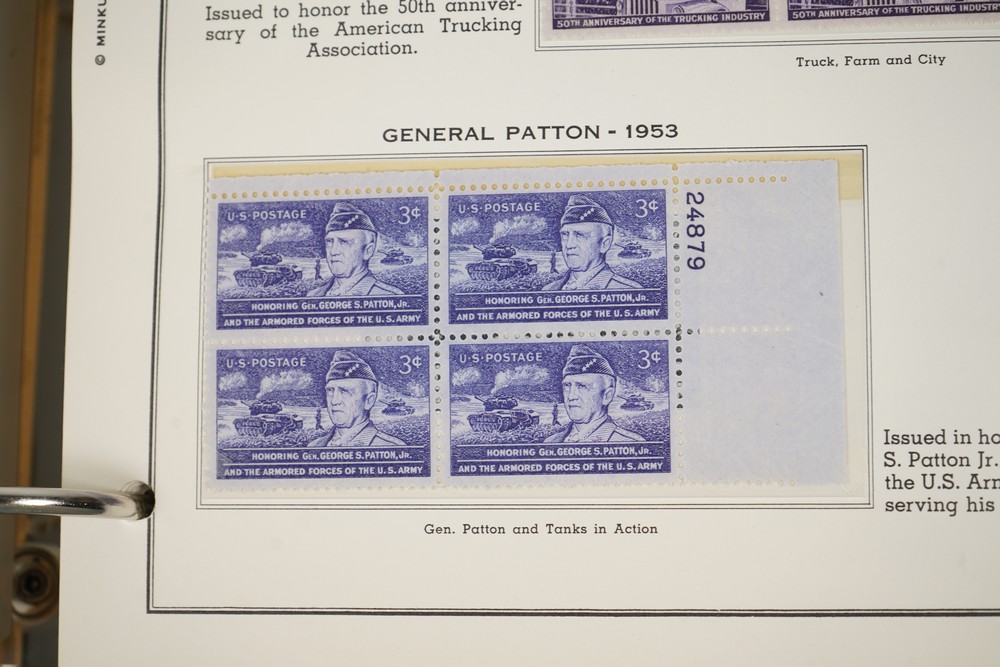 © MINKU
Issued to honor the 50th anniver-
sary of the American Trucking
Association.
50TH ANNIVERSARY OF THE TRUCKING INDUSTRY
50TH ANNIVERSARY OF THE TRUCKING INDUSTRY
Truck, Farm and City
GENERAL PATTON - 1953
U·S·POSTAGE 3¢
HONORING GEN. GEORGE S. PATTON, JR.
AND THE ARMORED FORCES OF THE U.S. ARMY
U·S·POSTAGE 3¢
HONORING GEN. GEORGE S. PATTON, JR.
AND THE ARMORED FORCES OF THE U.S. ARMY
24879
U·S·POSTAGE 3¢
HONORING GEN. GEORGE S. PATTON, JR.
AND THE ARMORED FORCES OF THE U.S. ARMY
U·S·POSTAGE 3¢
HONORING GEN. GEORGE S. PATTON, JR.
AND THE ARMORED FORCES OF THE U.S. ARMY
Gen. Patton and Tanks in Action
Issued in ho
S. Patton Jr.
the U.S. Arm
serving his